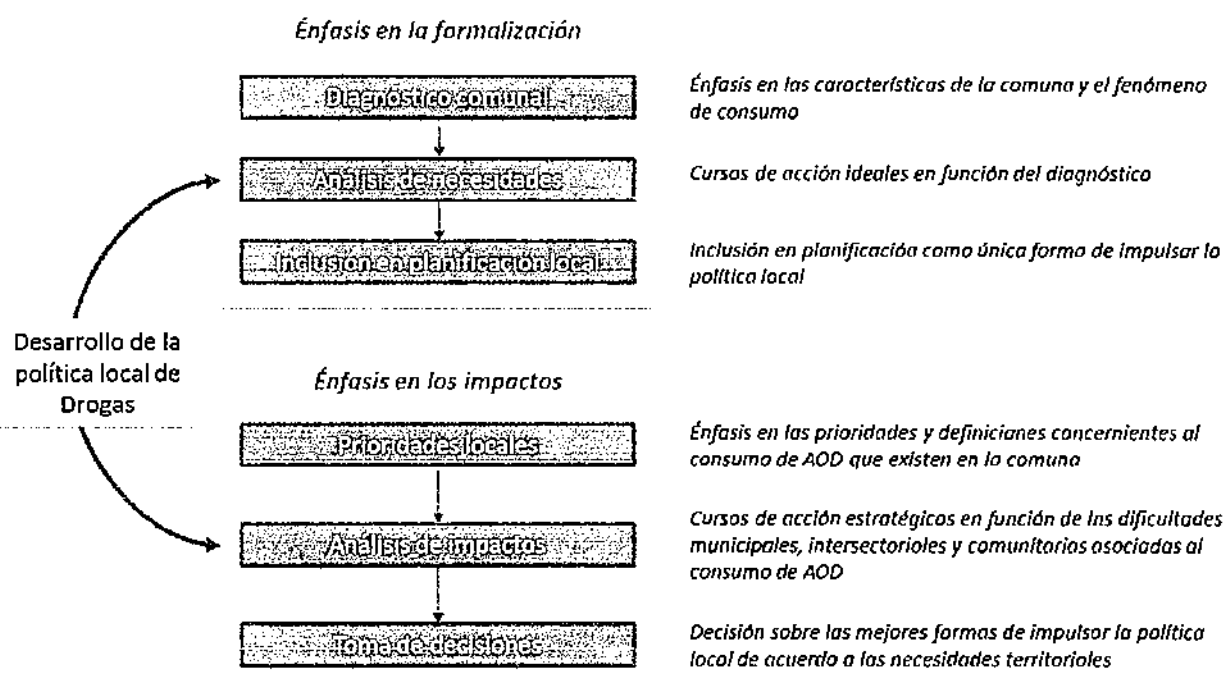 Énfasis en la formalización
Diagnóstico comunal
Énfasis en las características de la comuna y el fenómeno
de consumo
Análisis de necesidades
Cursos de acción ideales en función del diagnóstico
Inclusión en planificación local
Inclusión en planificación como única forma de impulsar la
política local
Desarrollo de la
política local de
Drogas
Énfasis en los impactos
Prioridades locales
Énfasis en las prioridades y definiciones concernientes al
consumo de AOD que existen en la comuna
Análisis de impactos
Cursos de acción estratégicos en función de las dificultades
municipales, intersectoriales y comunitarias asociadas al
consumo de AOD
Toma de decisiones
Decisión sobre las mejores formas de impulsar la política
local de acuerdo a las necesidades territoriales